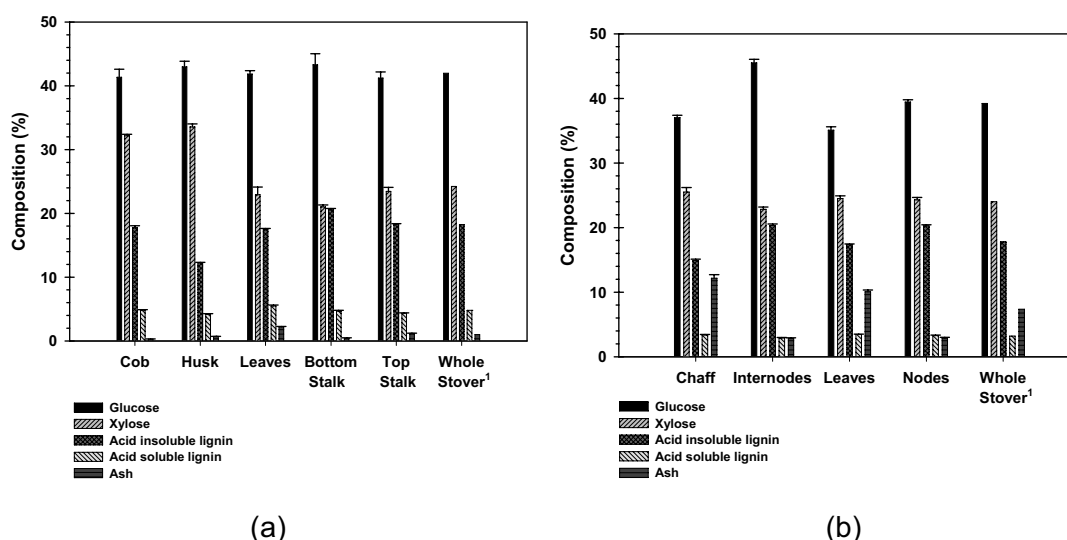 50
40
30
20
10
0
Composition (%)
Cob Husk Leaves Bottom Stalk Top Stalk Whole Stover¹
Glucose
Xylose
Acid insoluble lignin
Acid soluble lignin
Ash
(a)
50
40
30
20
10
0
Composition (%)
Chaff Internodes Leaves Nodes Whole Stover¹
Glucose
Xylose
Acid insoluble lignin
Acid soluble lignin
Ash
(b)